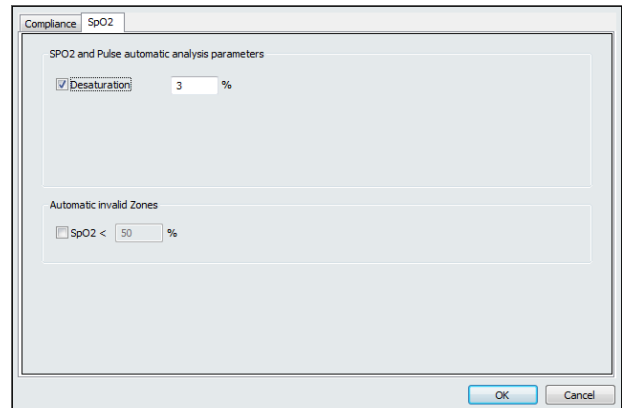 Compliance SpO2
SPO2 and Pulse automatic analysis parameters
Desaturation 3 %
Automatic invalid Zones
SpO2 < 50 %
OK Cancel